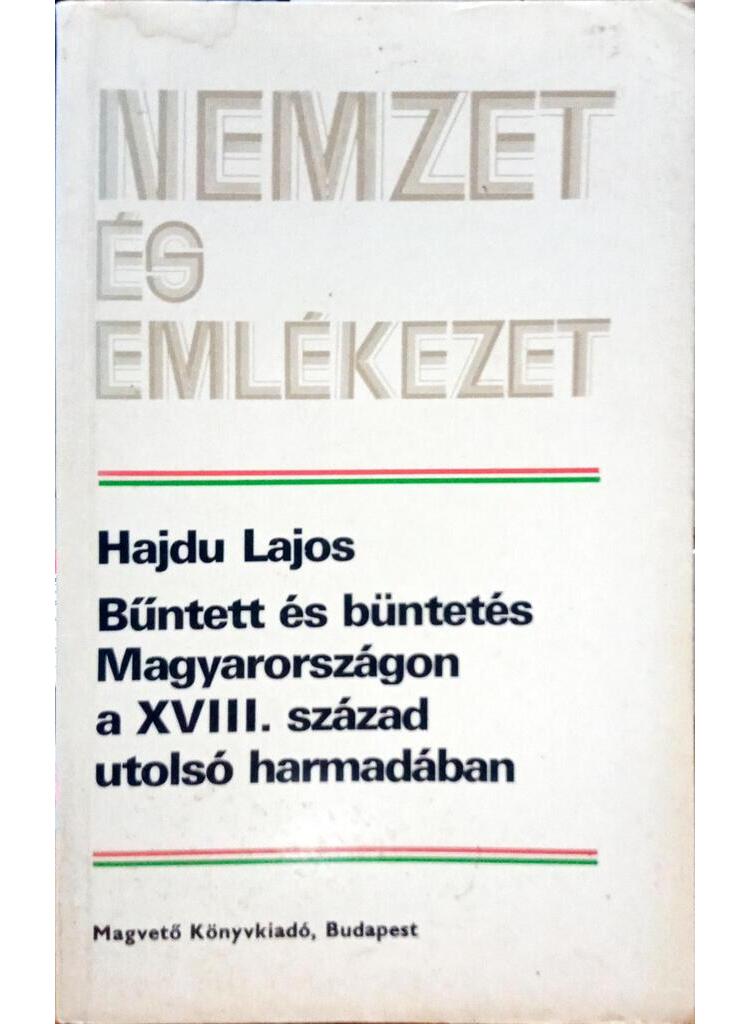 NEMZET
ÉS
EMLÉKEZET
Hajdu Lajos
Bűntett és büntetés
Magyarországon
a XVIII. század
utolsó harmadában
Magvető Könyvkiadó, Budapest